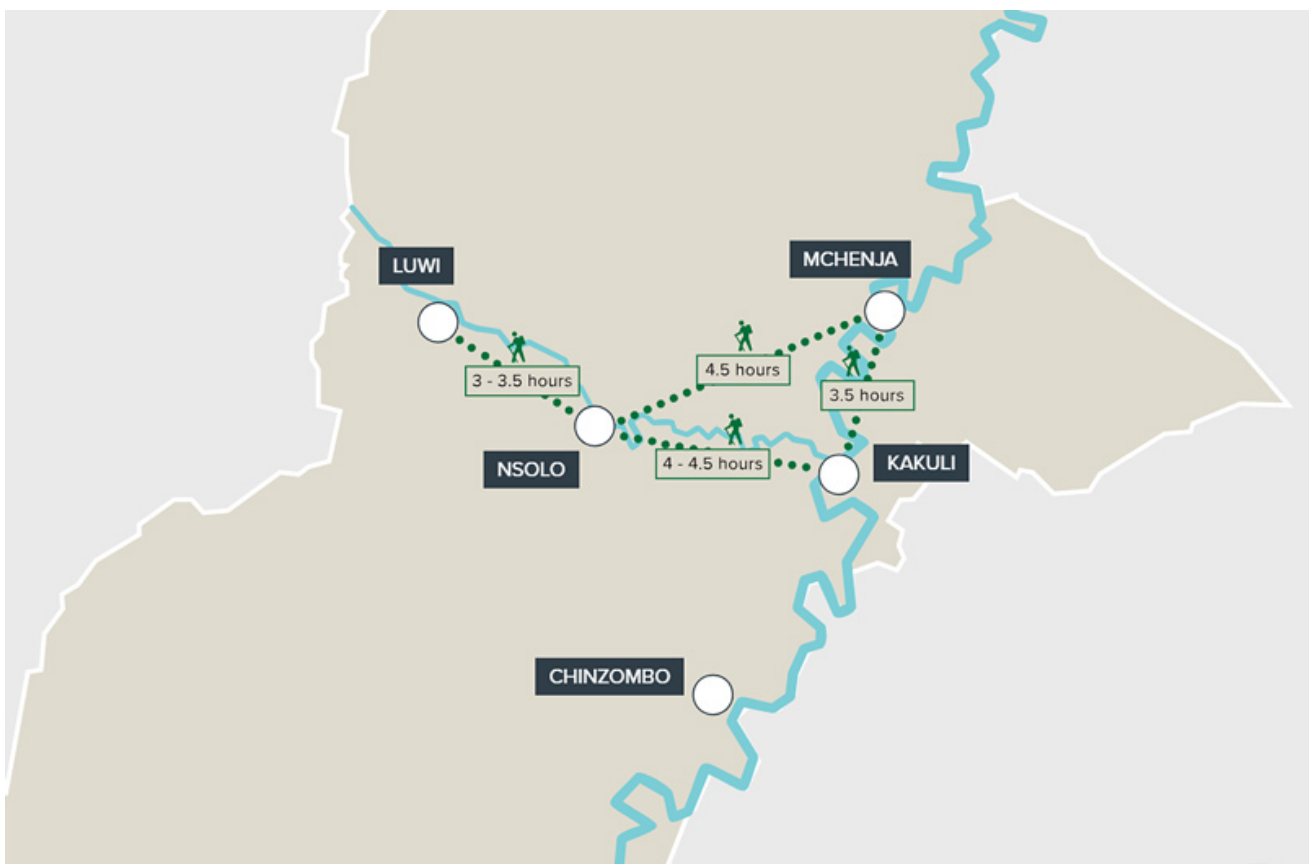 LUWI
MCHENJA
3 - 3.5 hours
4.5 hours
3.5 hours
NSOLO
4 - 4.5 hours
KAKULI
CHINZOMBO